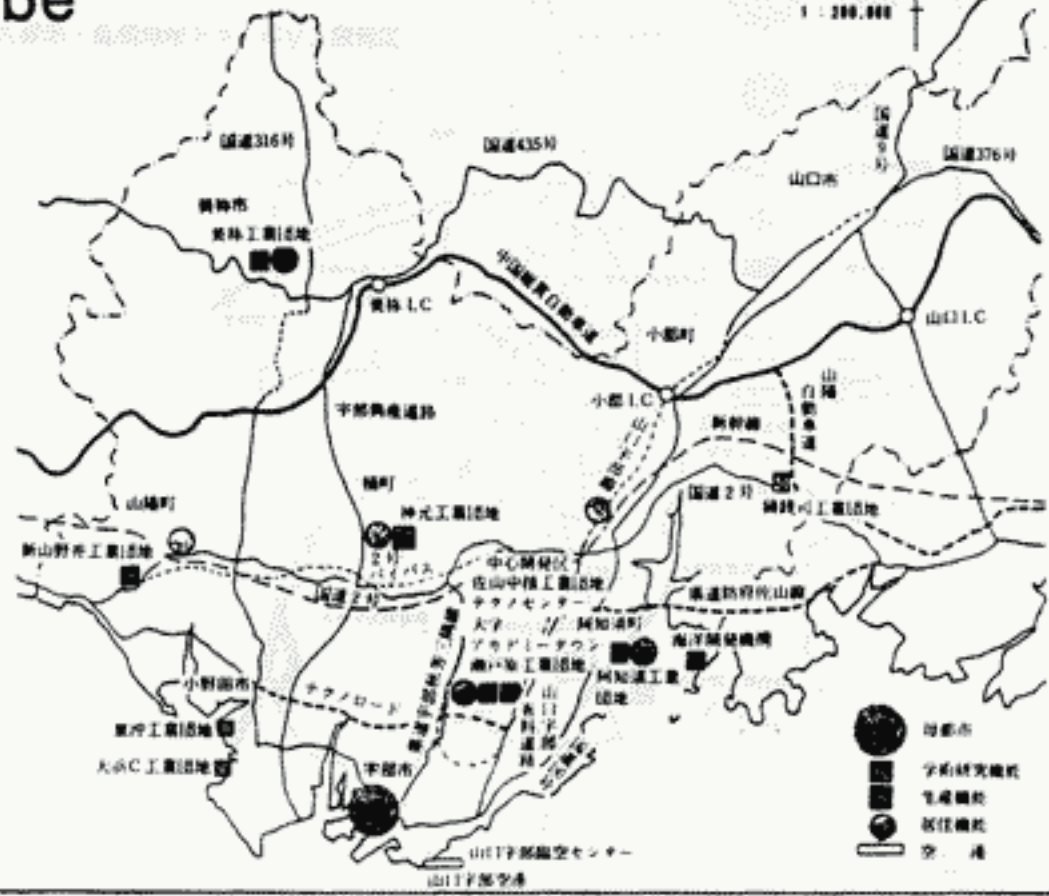 be
1:200.000
国道316号
国道435号
国道9号
国道376号
山口市
美祢市
美祢工業団地
中国縦貫自動車道
美祢I.C
小郡町
山口I.C
小郡I.C
山陽
自動車道
宇部興産道路
新幹線
楠町
国道2号
山陽町
神元工業団地
鋳銭司工業団地
新山野井工業団地
2号
バイパス
中心開発区
佐山中核工業団地
国道2号
テクノセンター
県道防府佐山線
大学
阿知須町
アカデミータウン
海洋開発機関
瀬戸原工業団地
阿知須工業
団地
小野田市
テクノロード
山口宇部
有料道路
東沖工業団地
大浜C工業団地
宇部市
母都市
学術研究機能
生産機能
居住機能
空 港
山口宇部臨空センター
山口宇部空港